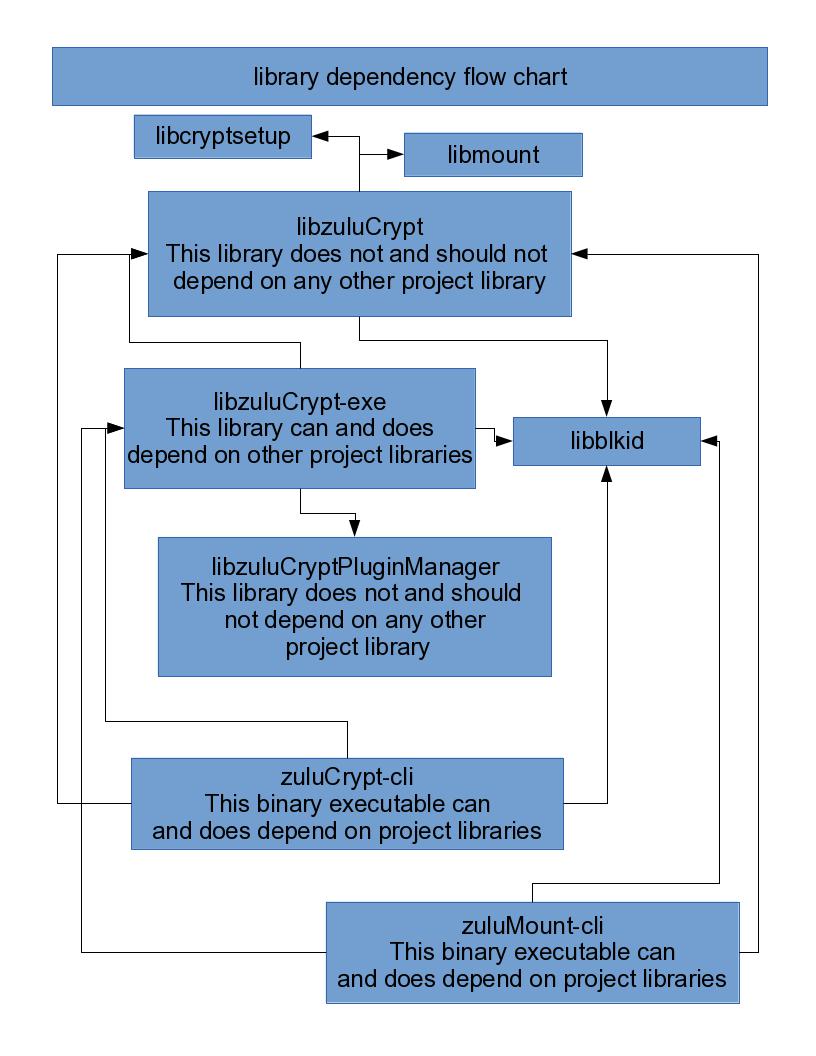 library dependency flow chart
libcryptsetup
libmount
libzuluCrypt
This library does not and should not
depend on any other project library
libzuluCrypt-exe
This library can and does
depend on other project libraries
libblkid
libzuluCryptPluginManager
This library does not and should
not depend on any other
project library
zuluCrypt-cli
This binary executable can
and does depend on project libraries
zuluMount-cli
This binary executable can
and does depend on project libraries